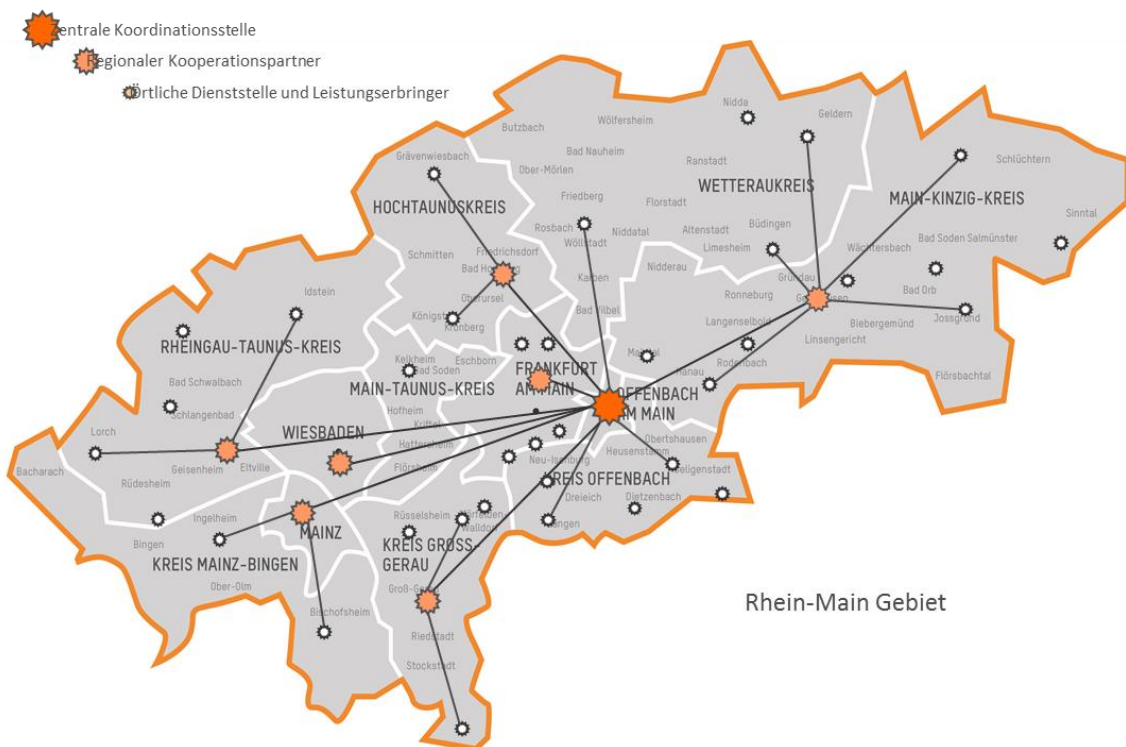 Zentrale Koordinationsstelle
Regionaler Kooperationspartner
Örtliche Dienststelle und Leistungserbringer
Nidda
Geldern
Butzbach
Wölfersheim
Grävenwiesbach
Bad Nauheim
Ober-Mörlen
Ranstadt
Schlüchtern
WETTERAUKREIS
MAIN-KINZIG-KREIS
HOCHTAUNUSKREIS
Friedberg
Florstadt
Sinntal
Rosbach
Niddatal
Altenstadt
Büdingen
Wöllstadt
Limesheim
Wächtersbach
Bad Soden Salmünster
Schmitten
Friedrichsdorf
Nidderau
Gründau
Karben
Bad Orb
Idstein
Oberursel
Ronneburg
Bad Vilbel
Langenselbold
Biebergemünd
Jossgrund
Kronberg
Linsengericht
RHEINGAU-TAUNUS-KREIS
Kelkheim
Eschborn
Bad Soden
FRANKFURT
AM MAIN
Rodenbach
Hanau
Flörsbachtal
Bad Schwalbach
MAIN-TAUNUS-KREIS
OFFENBACH
AM MAIN
Schlangenbad
Hofheim
Kriftel
WIESBADEN
Hattersheim
Obertshausen
Lorch
Heusenstamm
Bacharach
Geisenheim
Eltville
Flörsheim
Neu-Isenburg
Seligenstadt
Rüdesheim
KREIS OFFENBACH
Dreieich
Dietzenbach
Ingelheim
Rüsselsheim
Mörfelden
Walldorf
Langen
MAINZ
Bingen
KREIS GROSS-
GERAU
KREIS MAINZ-BINGEN
Ober-Olm
Bischofsheim
Rhein-Main Gebiet
Riedstadt
Stockstadt